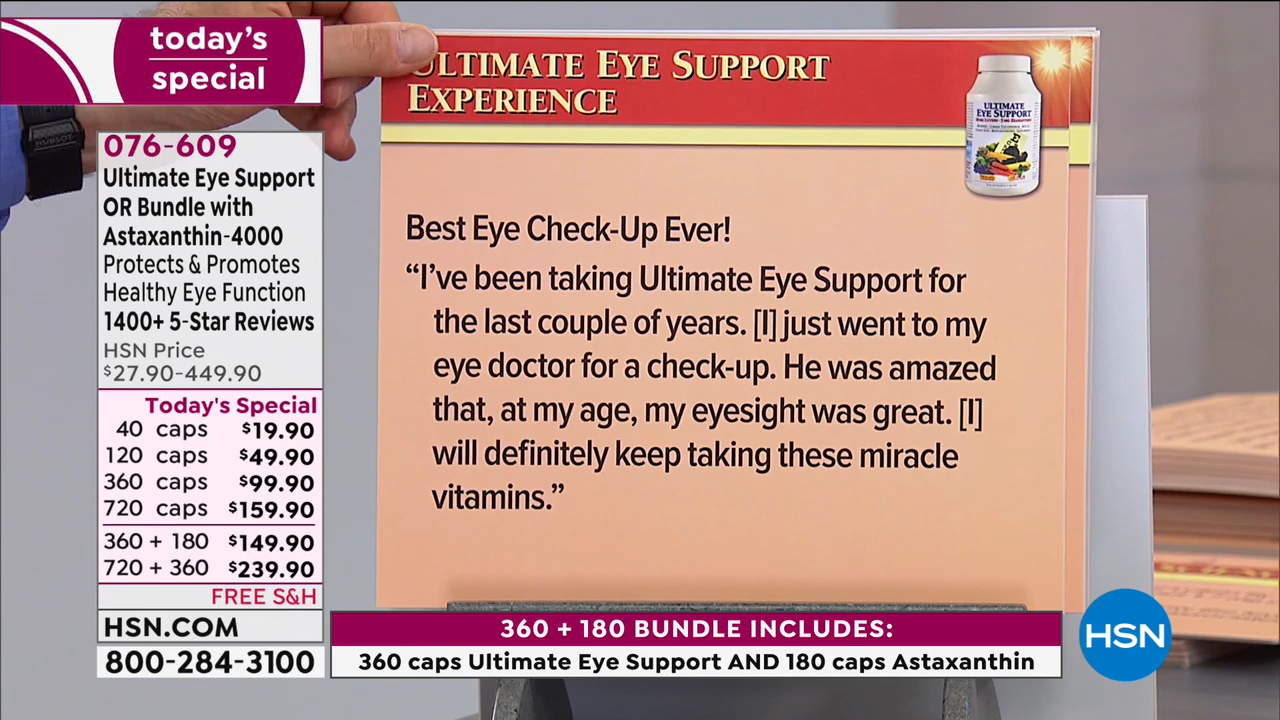 today's
special
076-609
Ultimate Eye Support
OR Bundle with
Astaxanthin-4000
Protects & Promotes
Healthy Eye Function
1400+ 5-Star Reviews
HSN Price
$27.90-449.90
Today's Special
40 caps $19.90
120 caps $49.90
360 caps $99.90
720 caps $159.90
360 + 180 $149.90
720 + 360 $239.90
FREE S&H
HSN.COM
800-284-3100
ULTIMATE EYE SUPPORT
EXPERIENCE
ULTIMATE
EYE SUPPORT
Best Eye Check-Up Ever!
“I’ve been taking Ultimate Eye Support for
the last couple of years. [I] just went to my
eye doctor for a check-up. He was amazed
that, at my age, my eyesight was great. [I]
will definitely keep taking these miracle
vitamins.”
360 + 180 BUNDLE INCLUDES:
360 caps Ultimate Eye Support AND 180 caps Astaxanthin
HSN